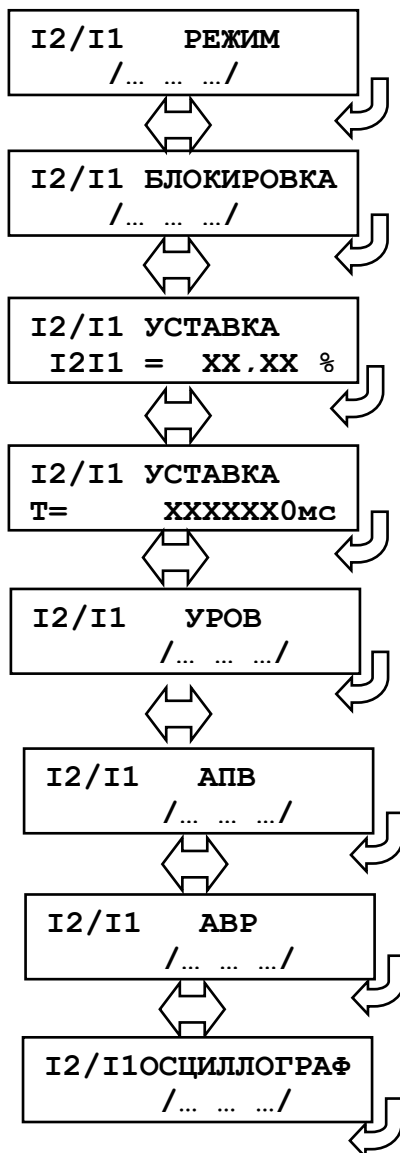 I2/I1 РЕЖИМ
/… … …/
I2/I1 БЛОКИРОВКА
/… … …/
I2/I1 УСТАВКА
I2I1 = XX.XX %
I2/I1 УСТАВКА
T= XXXXXX0мс
I2/I1 УРОВ
/… … …/
I2/I1 АПВ
/… … …/
I2/I1 АВР
/… … …/
I2/I1ОСЦИЛЛОГРАФ
/… … …/